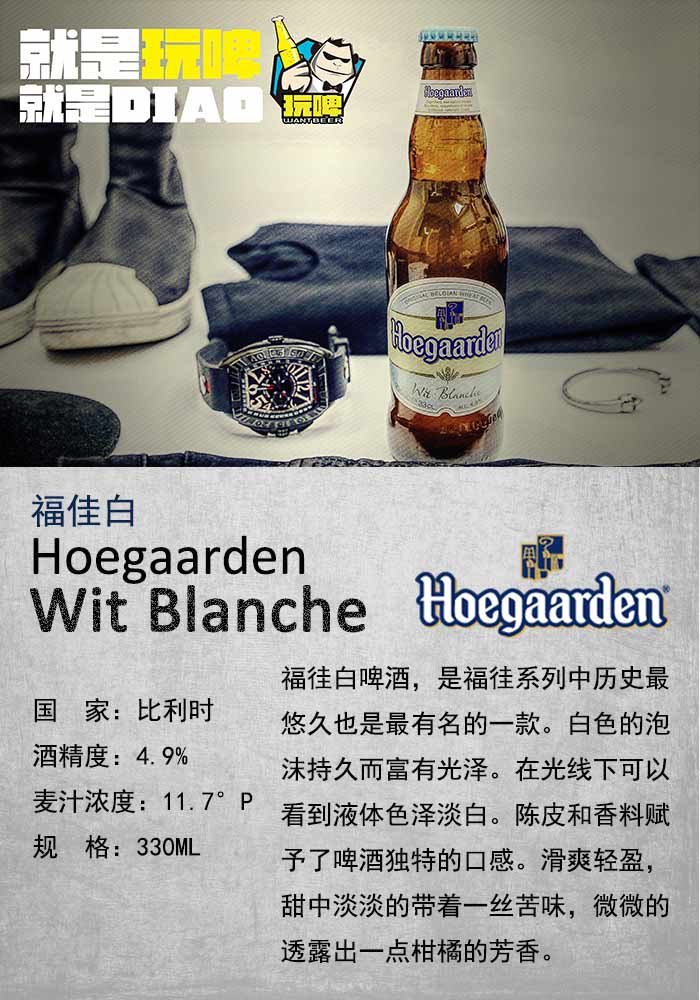 就是玩啤
就是DIAO
玩啤
WANTBEER
Hoegaarden
ORIGINAL BELGIAN WHEAT BEER
Hoegaarden
Wit Blanche
福佳白
Hoegaarden
Wit Blanche
Hoegaarden®
国 家：比利时
酒精度：4.9%
麦汁浓度：11.7°P
规 格：330ML
福佳白啤酒，是福佳系列中历史最
悠久也是最有名的一款。白色的泡
沫持久而富有光泽。在光线下可以
看到液体色泽淡白。陈皮和香料赋
予了啤酒独特的口感。滑爽轻盈，
甜中淡淡的带着一丝苦味，微微的
透露出一点柑橘的芳香。